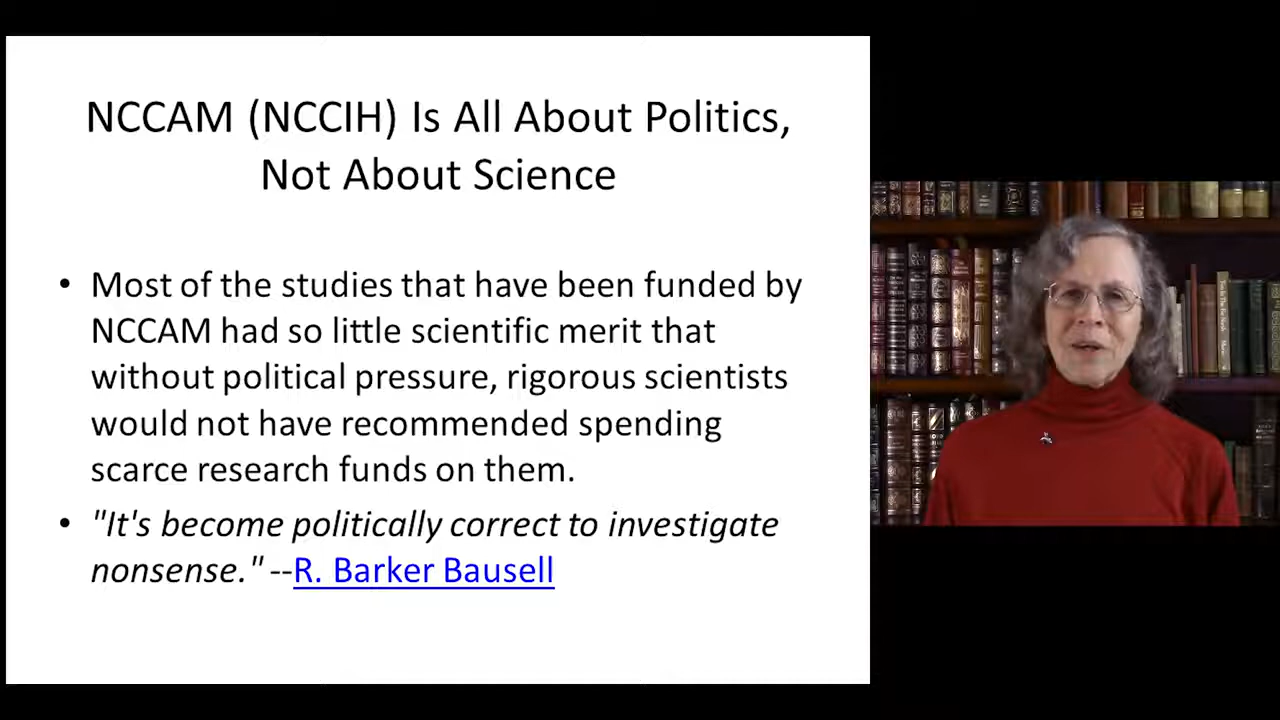 NCCAM (NCCIH) Is All About Politics,
Not About Science
• Most of the studies that have been funded by
NCCAM had so little scientific merit that
without political pressure, rigorous scientists
would not have recommended spending
scarce research funds on them.
• "It's become politically correct to investigate
nonsense." --R. Barker Bausell